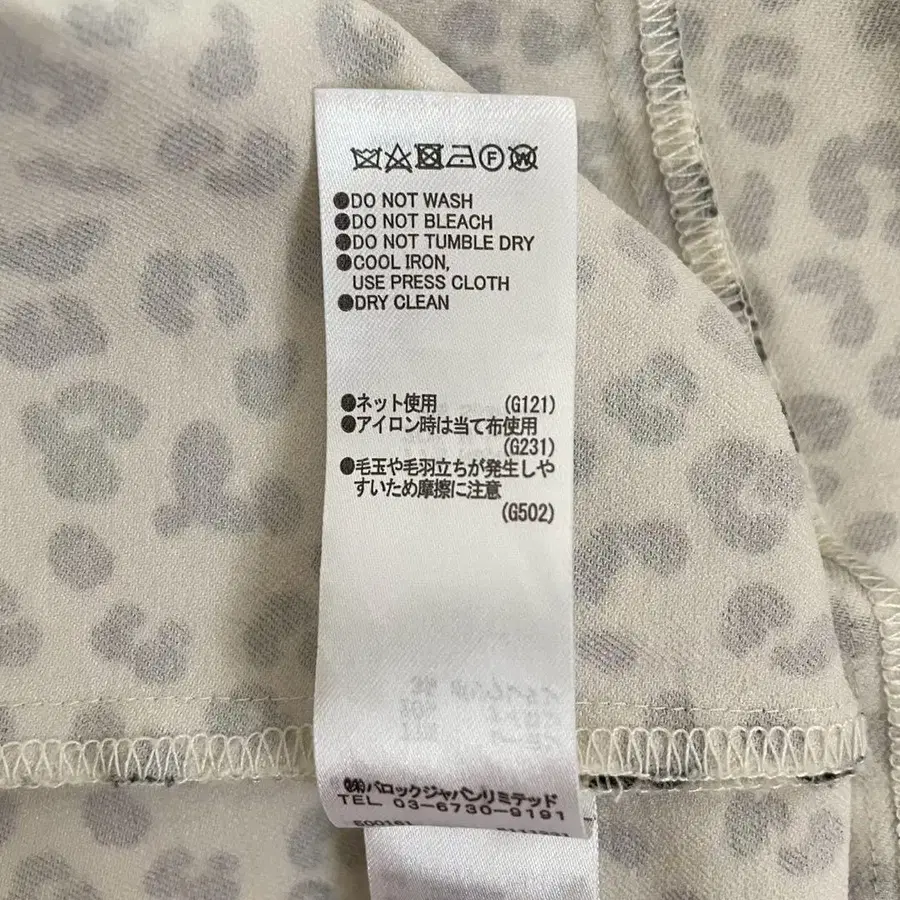 F W
●DO NOT WASH
●DO NOT BLEACH
●DO NOT TUMBLE DRY
●COOL IRON,
USE PRESS CLOTH
●DRY CLEAN
●ネット使用 (G121)
●アイロン時は当て布使用
(G231)
●毛玉や毛羽立ちが発生しや
すいため摩擦に注意
(G502)
㈱バロックジャパンリミテッド
TEL 03-6730-9191